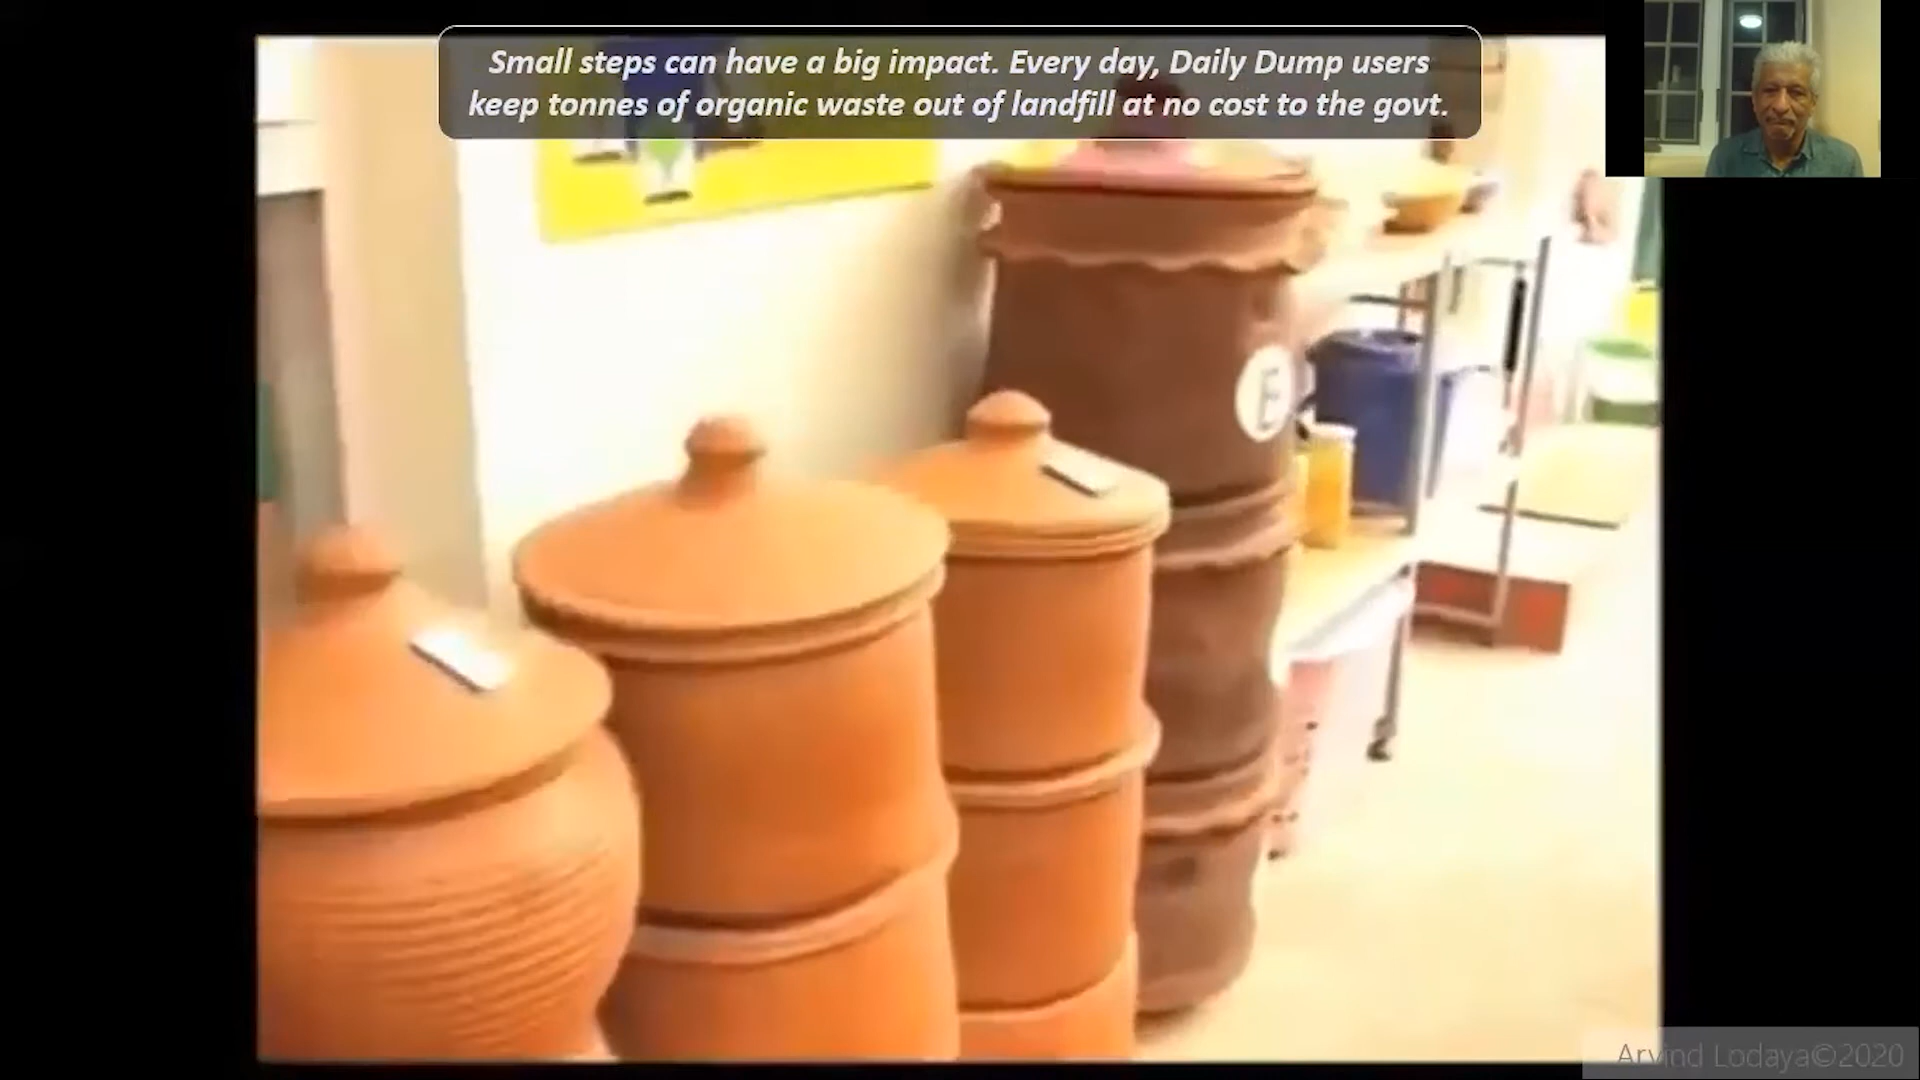 Small steps can have a big impact. Every day, Daily Dump users
keep tonnes of organic waste out of landfill at no cost to the govt.
E
Arvind Lodaya©2020